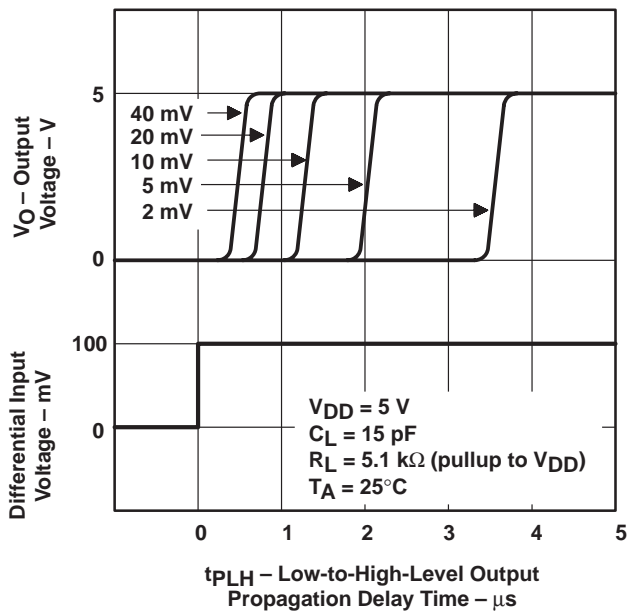 VO – Output
Voltage – V
5
0
40 mV
20 mV
10 mV
5 mV
2 mV
Differential Input
Voltage – mV
100
0
VDD = 5 V
CL = 15 pF
RL = 5.1 kΩ (pullup to VDD)
TA = 25°C
0 1 2 3 4 5
tPLH – Low-to-High-Level Output
Propagation Delay Time – μs